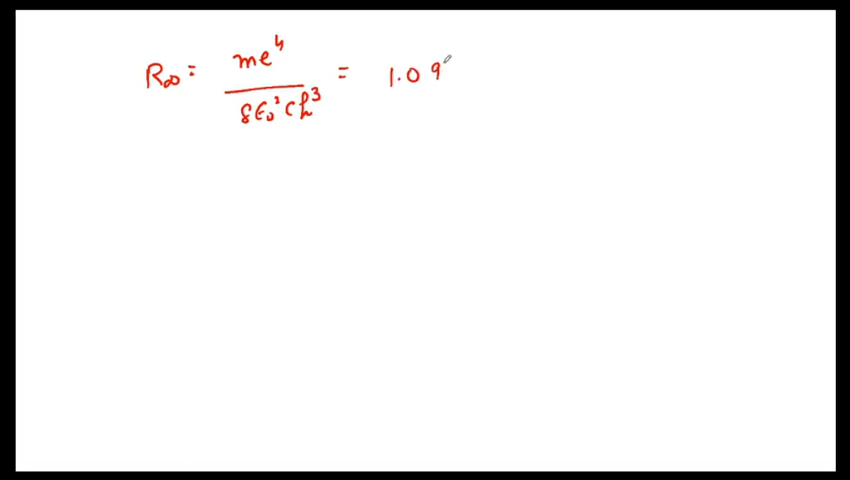 R∞ = me⁴ / 8ϵ₀²ch³ = 1.09